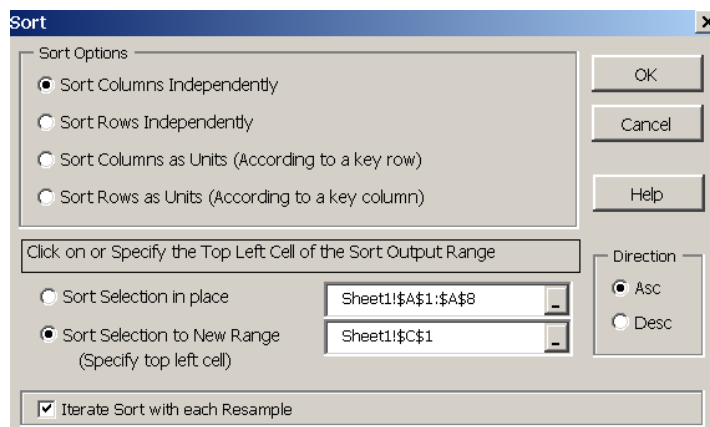 Sort
Sort Options
Sort Columns Independently
Sort Rows Independently
Sort Columns as Units (According to a key row)
Sort Rows as Units (According to a key column)
OK
Cancel
Help
Click on or Specify the Top Left Cell of the Sort Output Range
Sort Selection in place
Sheet1!$A$1:$A$8
Sort Selection to New Range
(Specify top left cell)
Sheet1!$C$1
Direction
Asc
Desc
Iterate Sort with each Resample